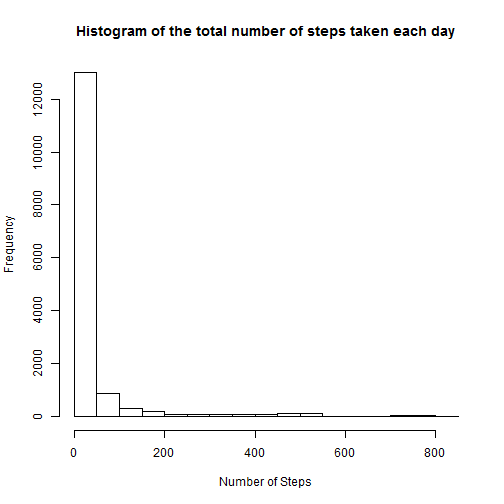 Histogram of the total number of steps taken each day
Frequency
12000
10000
8000
6000
4000
2000
0
0 200 400 600 800
Number of Steps